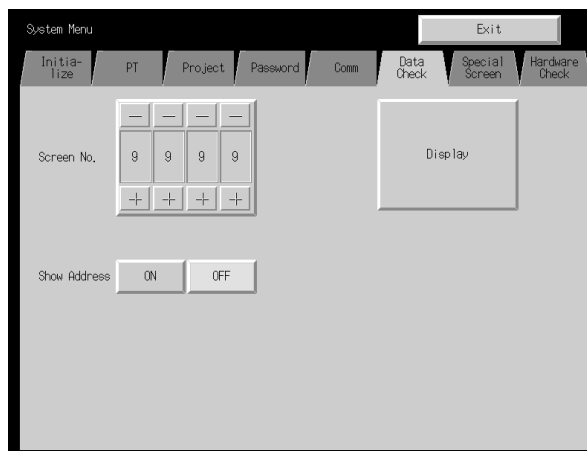 System Menu
Exit
Initia-
lize
PT
Project
Password
Comm
Data
Check
Special
Screen
Hardware
Check
— — — —
Screen No.
9 9 9 9
Display
+ + + +
Show Address
ON
OFF